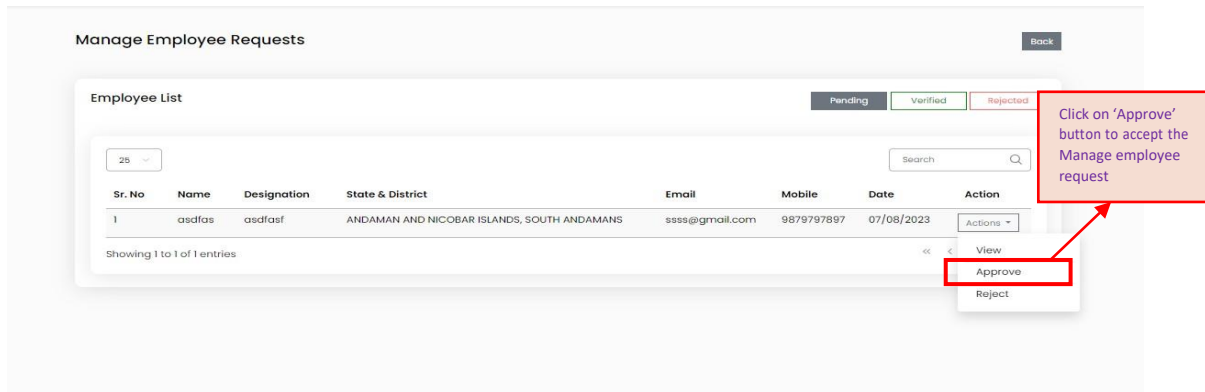 Manage Employee Requests
Back
Employee List
Pending
Verified
Rejected
Click on ‘Approve’
button to accept the
Manage employee
request
25
Search
Sr. No Name Designation State & District Email Mobile Date Action
1 asdfas asdfasf ANDAMAN AND NICOBAR ISLANDS, SOUTH ANDAMANS ssss@gmail.com 9879797897 07/08/2023 Actions
Showing 1 to 1 of 1 entries
« <
View
Approve
Reject